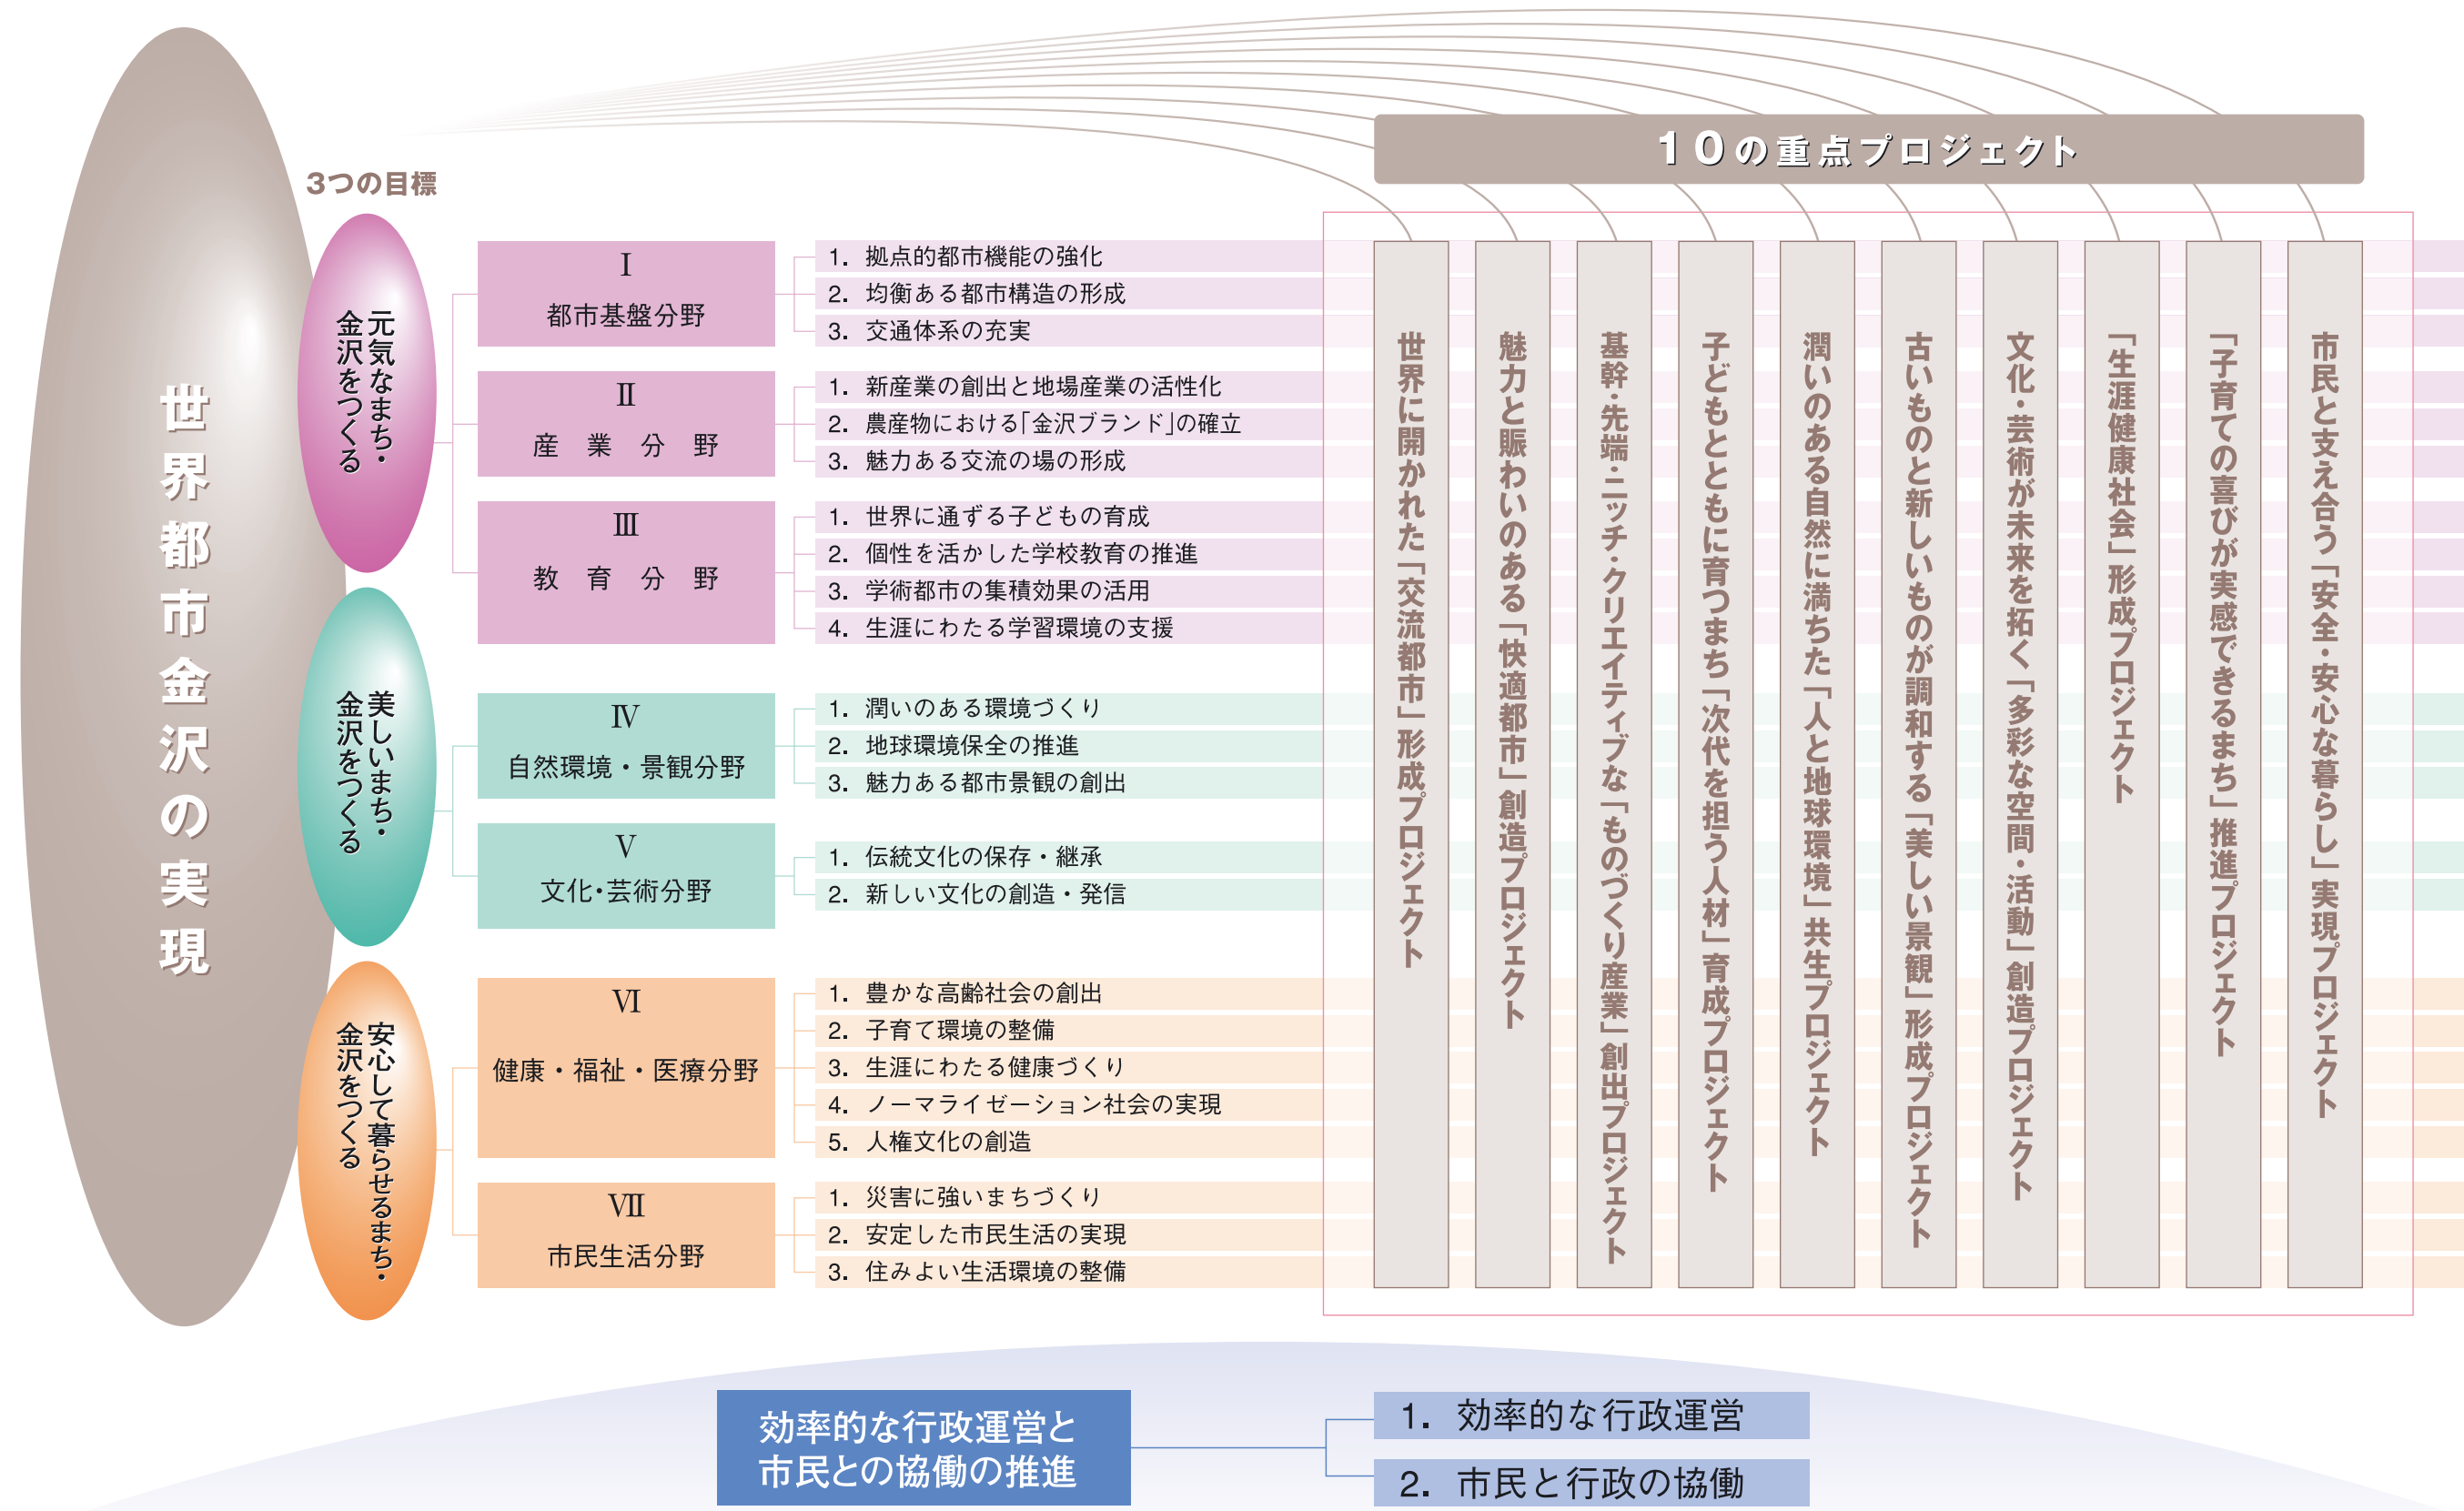 世界都市金沢の実現
3つの目標
元気なまち・
金沢をつくる
美しいまち・
金沢をつくる
安心して暮らせるまち・
金沢をつくる
Ⅰ
都市基盤分野
1. 拠点的都市機能の強化
2. 均衡ある都市構造の形成
3. 交通体系の充実
Ⅱ
産業分野
1. 新産業の創出と地場産業の活性化
2. 農産物における「金沢ブランド」の確立
3. 魅力ある交流の場の形成
Ⅲ
教育分野
1. 世界に通ずる子どもの育成
2. 個性を活かした学校教育の推進
3. 学術都市の集積効果の活用
4. 生涯にわたる学習環境の支援
Ⅳ
自然環境・景観分野
1. 潤いのある環境づくり
2. 地球環境保全の推進
3. 魅力ある都市景観の創出
Ⅴ
文化・芸術分野
1. 伝統文化の保存・継承
2. 新しい文化の創造・発信
Ⅵ
健康・福祉・医療分野
1. 豊かな高齢社会の創出
2. 子育て環境の整備
3. 生涯にわたる健康づくり
4. ノーマライゼーション社会の実現
5. 人権文化の創造
Ⅶ
市民生活分野
1. 災害に強いまちづくり
2. 安定した市民生活の実現
3. 住みよい生活環境の整備
10の重点プロジェクト
世界に開かれた「交流都市」形成プロジェクト
魅力と賑わいのある「快適都市」創造プロジェクト
基幹・先端・ニッチ・クリエイティブな「ものづくり産業」創出プロジェクト
子どもとともに育つまち「次代を担う人材」育成プロジェクト
潤いのある自然に満ちた「人と地球環境」共生プロジェクト
古いものと新しいものが調和する「美しい景観」形成プロジェクト
文化・芸術が未来を拓く「多彩な空間・活動」創造プロジェクト
「生涯健康社会」形成プロジェクト
「子育ての喜びが実感できるまち」推進プロジェクト
市民と支え合う「安全・安心な暮らし」実現プロジェクト
効率的な行政運営と
市民との協働の推進
1. 効率的な行政運営
2. 市民と行政の協働